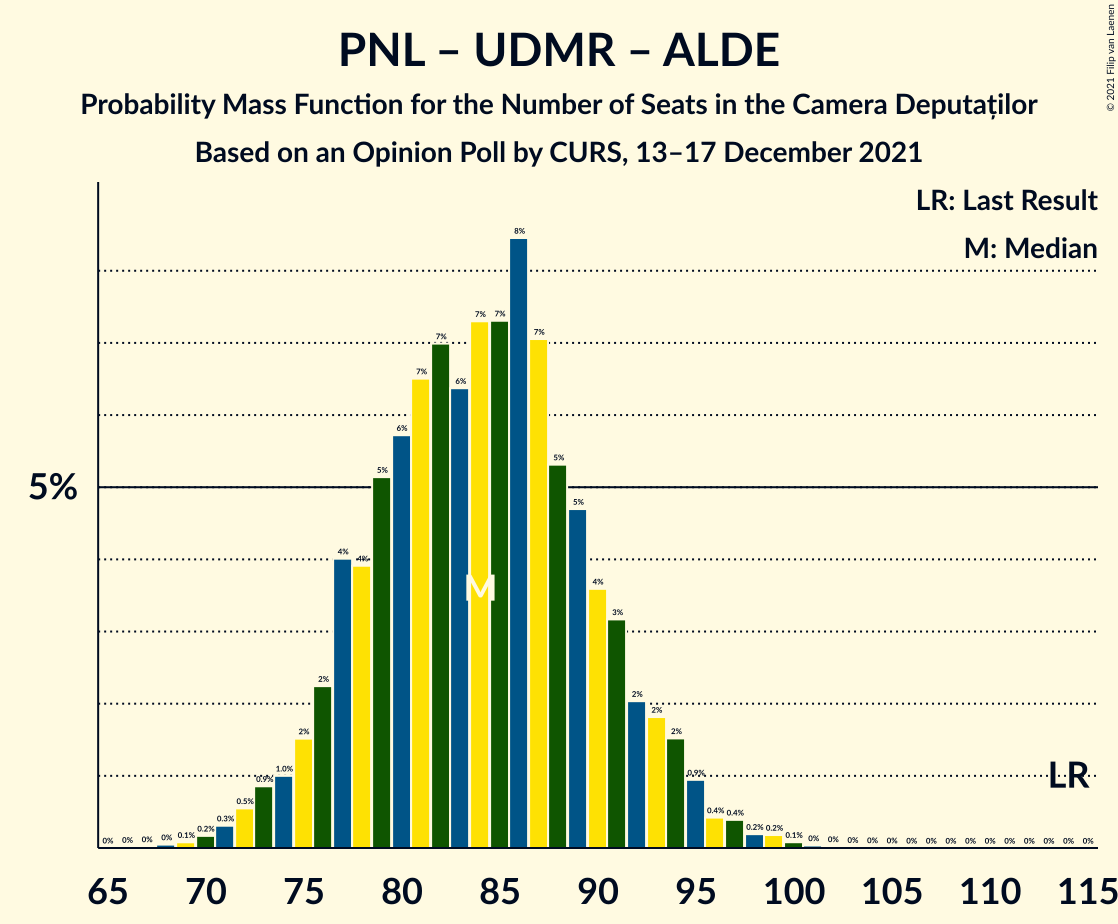 PNL – UDMR – ALDE
Probability Mass Function for the Number of Seats in the Camera Deputaților
Based on an Opinion Poll by CURS, 13–17 December 2021
© 2021 Filip van Laenen
LR: Last Result
M: Median
5%
0% 0% 0% 0% 0.1% 0.2% 0.3% 0.5% 0.9% 1.0% 2% 2% 4% 4% 5% 6% 7% 7% 6% 7% 7% 8% 7% 5% 5% 4% 3% 2% 2% 2% 0.9% 0.4% 0.4% 0.2% 0.2% 0.1% 0% 0% 0% 0% 0% 0% 0% 0% 0% 0% 0% 0% 0% 0% 0%
M
LR
65 70 75 80 85 90 95 100 105 110 115